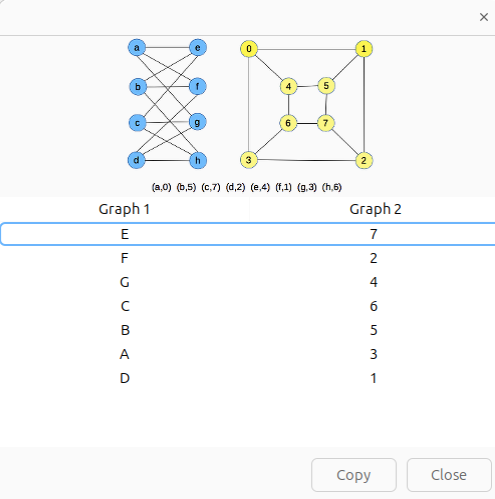 ×
a e 0 1
b f 4 5
c g 6 7
d h 3 2
(a,0) (b,5) (c,7) (d,2) (e,4) (f,1) (g,3) (h,6)
Graph 1 Graph 2
E 7
F 2
G 4
C 6
B 5
A 3
D 1
Copy Close